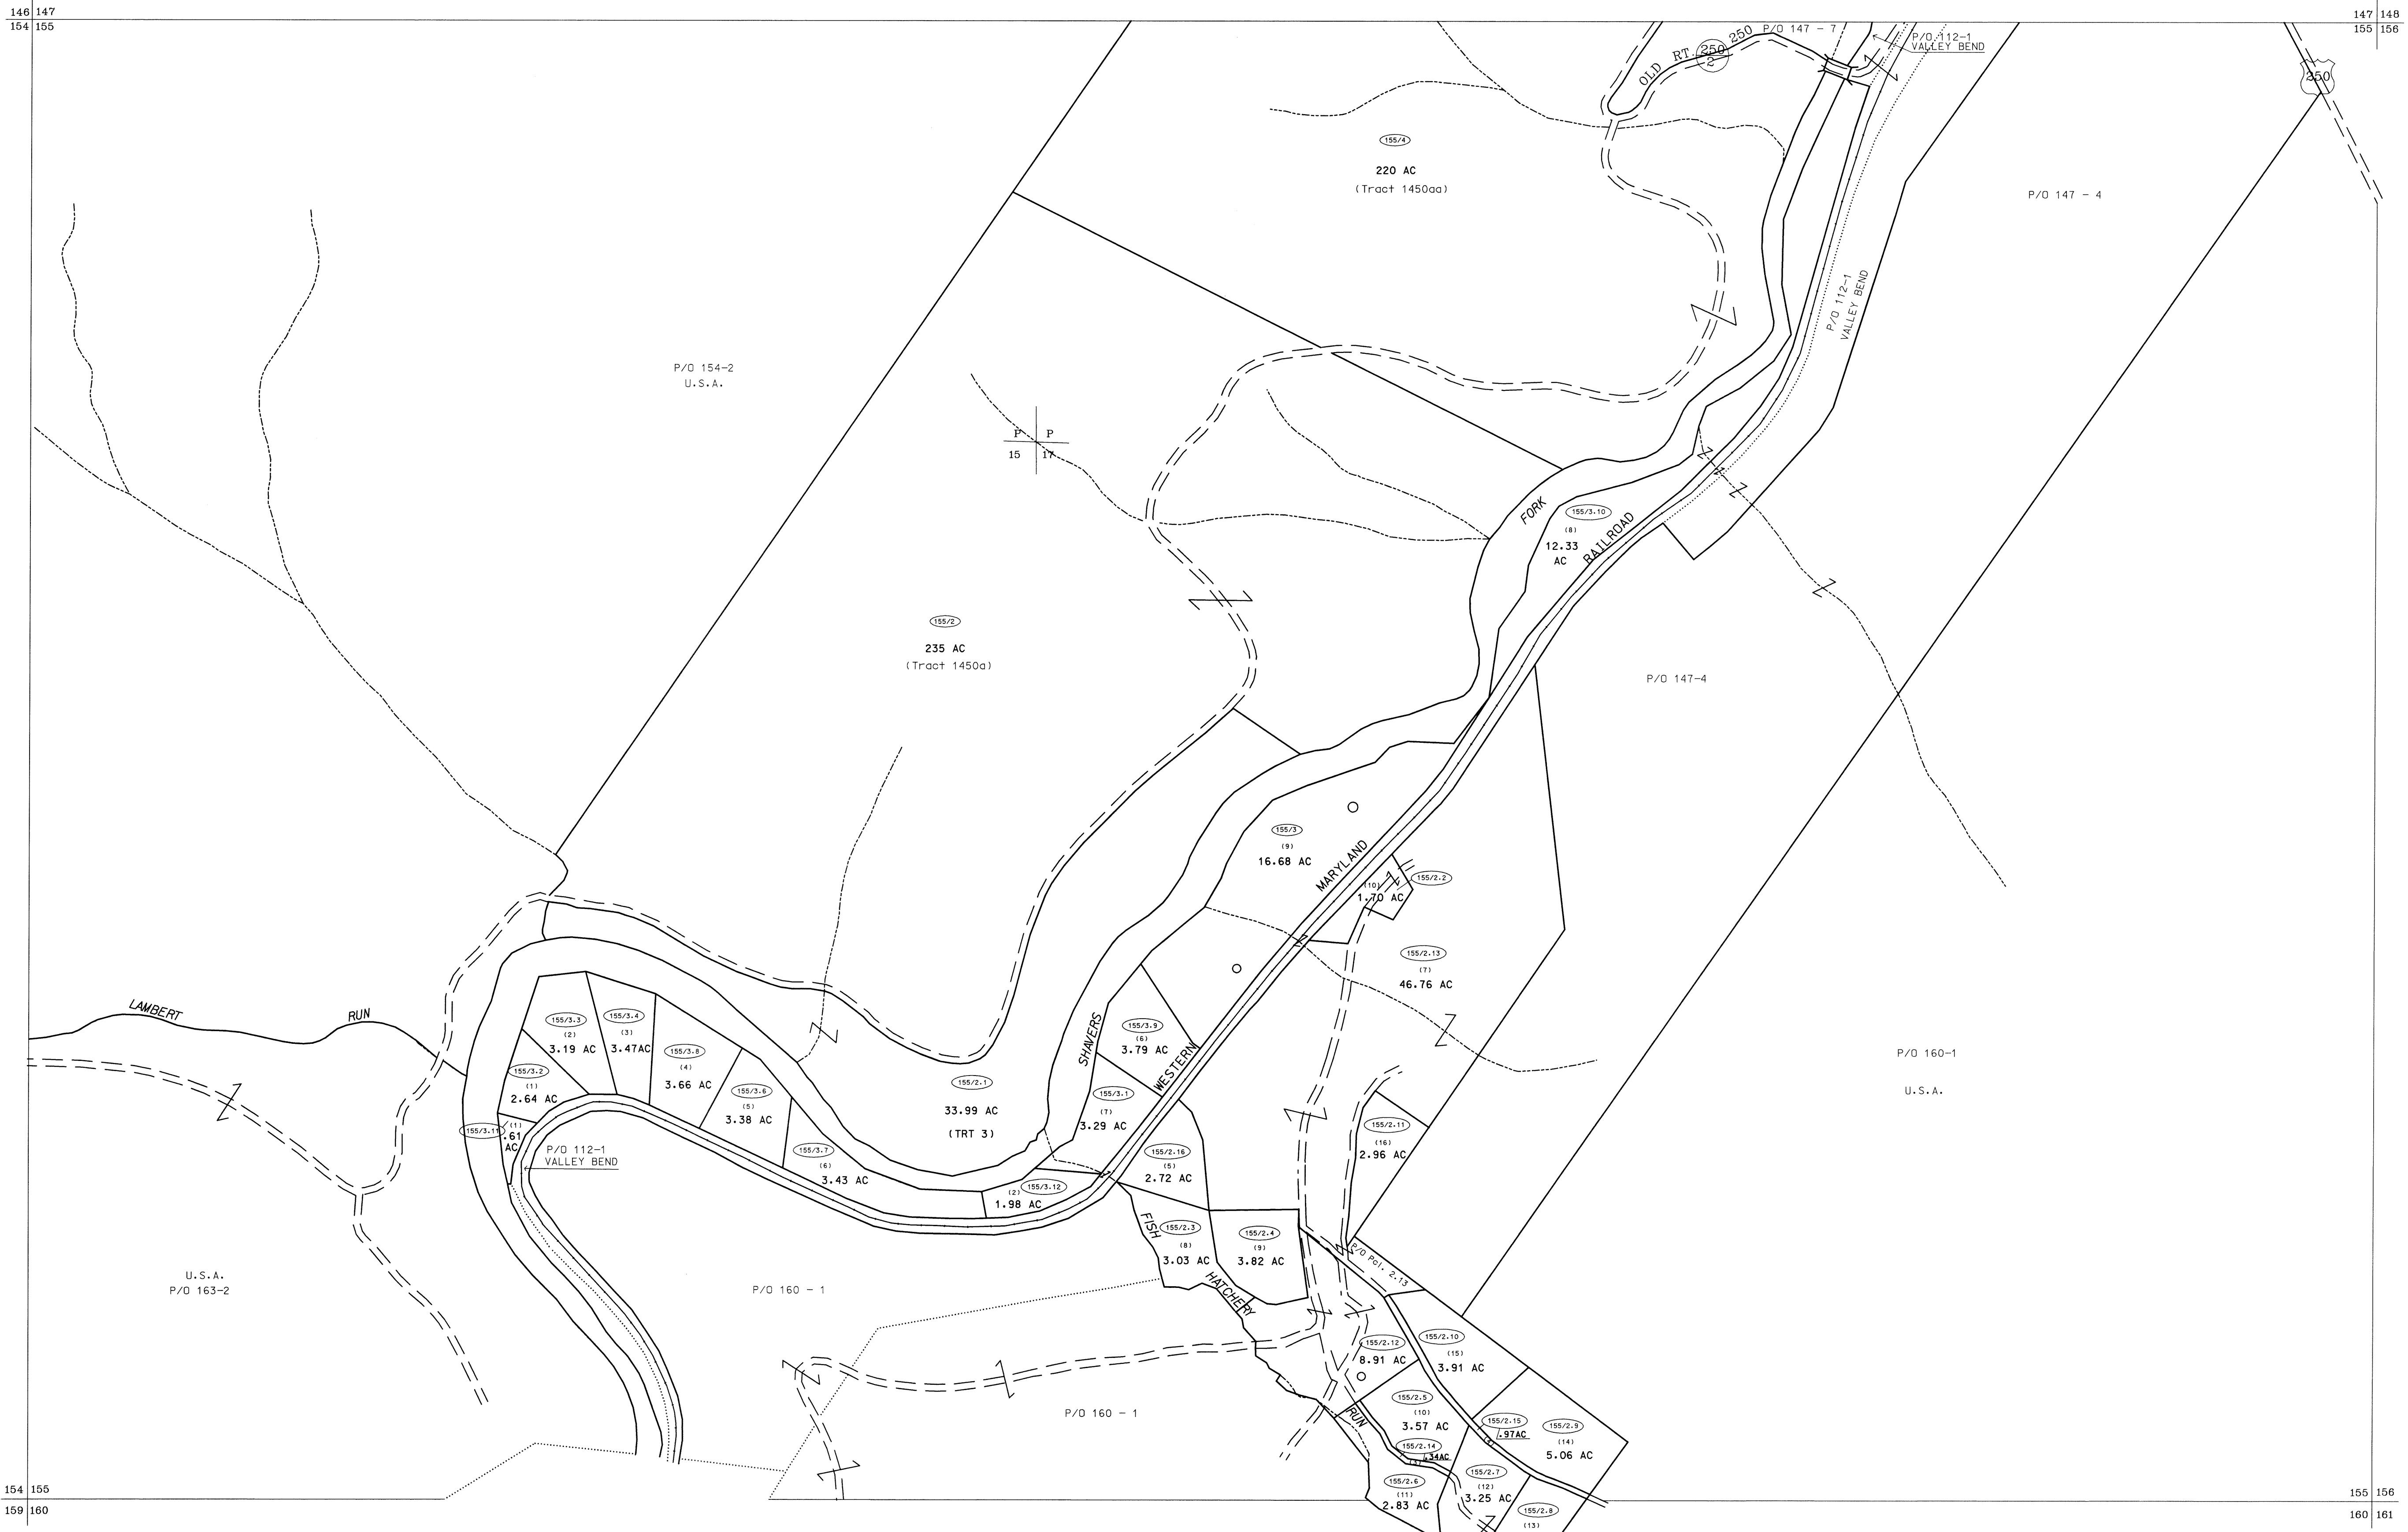 146 147
154 155
147 148
155 156
OLD RT. 250
250
2
P/O 147 - 7
P/O 112-1
VALLEY BEND
250
155/4
220 AC
(Tract 1450aa)
P/O 147 - 4
P/O 112-1
VALLEY BEND
P/O 154-2
U.S.A.
P P
15 17
FORK
155/3.10
(8)
12.33
AC
RAILROAD
155/2
235 AC
(Tract 1450a)
P/O 147-4
155/3
(9)
16.68 AC
MARYLAND
155/2.2
(10)
1.70 AC
155/2.13
(7)
46.76 AC
LAMBERT RUN
155/3.3
(2)
3.19 AC
155/3.4
(3)
3.47AC
155/3.8
(4)
3.66 AC
155/3.2
(1)
2.64 AC
155/3.6
(5)
3.38 AC
155/2.1
33.99 AC
(TRT 3)
SHAVERS
155/3.9
(6)
3.79 AC
WESTERN
155/3.1
(7)
3.29 AC
P/O 160-1
U.S.A.
155/3.11
(1)
.61
AC
P/O 112-1
VALLEY BEND
155/3.7
(6)
3.43 AC
155/3.12
(2)
1.98 AC
155/2.16
(5)
2.72 AC
155/2.11
(16)
2.96 AC
FISH
155/2.3
(8)
3.03 AC
155/2.4
(9)
3.82 AC
P/O Pcl. 2.13
HATCHERY
U.S.A.
P/O 163-2
P/O 160 - 1
155/2.12
8.91 AC
155/2.10
(15)
3.91 AC
P/O 160 - 1
RUN
155/2.5
(10)
3.57 AC
155/2.15
.97AC
155/2.9
(14)
5.06 AC
155/2.14
.34AC
155/2.6
(11)
2.83 AC
155/2.7
(12)
3.25 AC
155/2.8
(13)
154 155
159 160
155 156
160 161